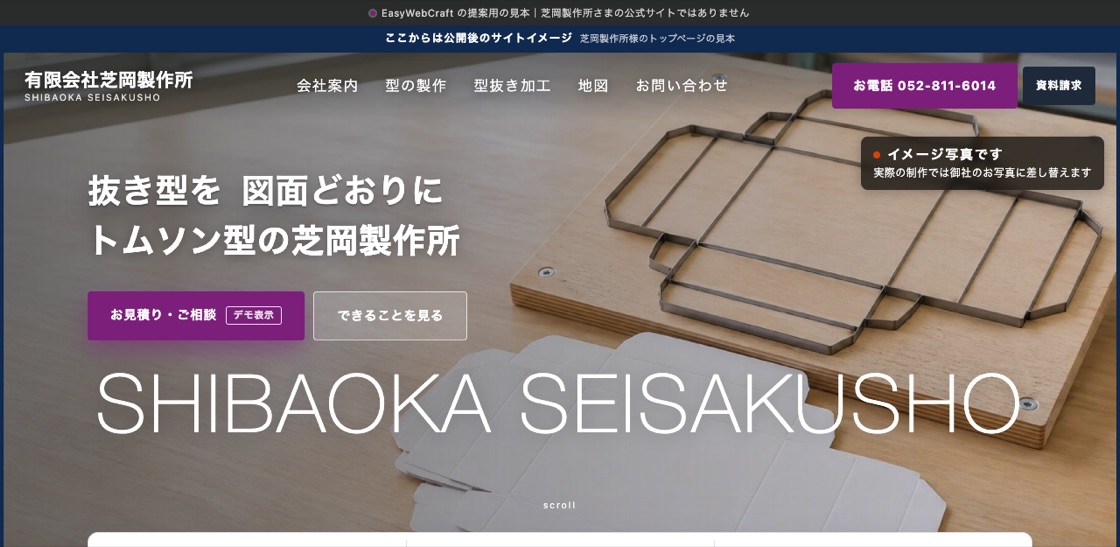 EasyWebCraft の提案用の見本｜芝岡製作所さまの公式サイトではありません
ここからは公開後のサイトイメージ 芝岡製作所様のトップページの見本
有限会社芝岡製作所
SHIBAOKA SEISAKUSHO
会社案内 型の製作 型抜き加工 地図 お問い合わせ
お電話 052-811-6014
資料請求
イメージ写真です
実際の制作では御社のお写真に差し替えます
抜き型を 図面どおりに
トムソン型の芝岡製作所
お見積り・ご相談 デモ表示
できることを見る
SHIBAOKA SEISAKUSHO
scroll